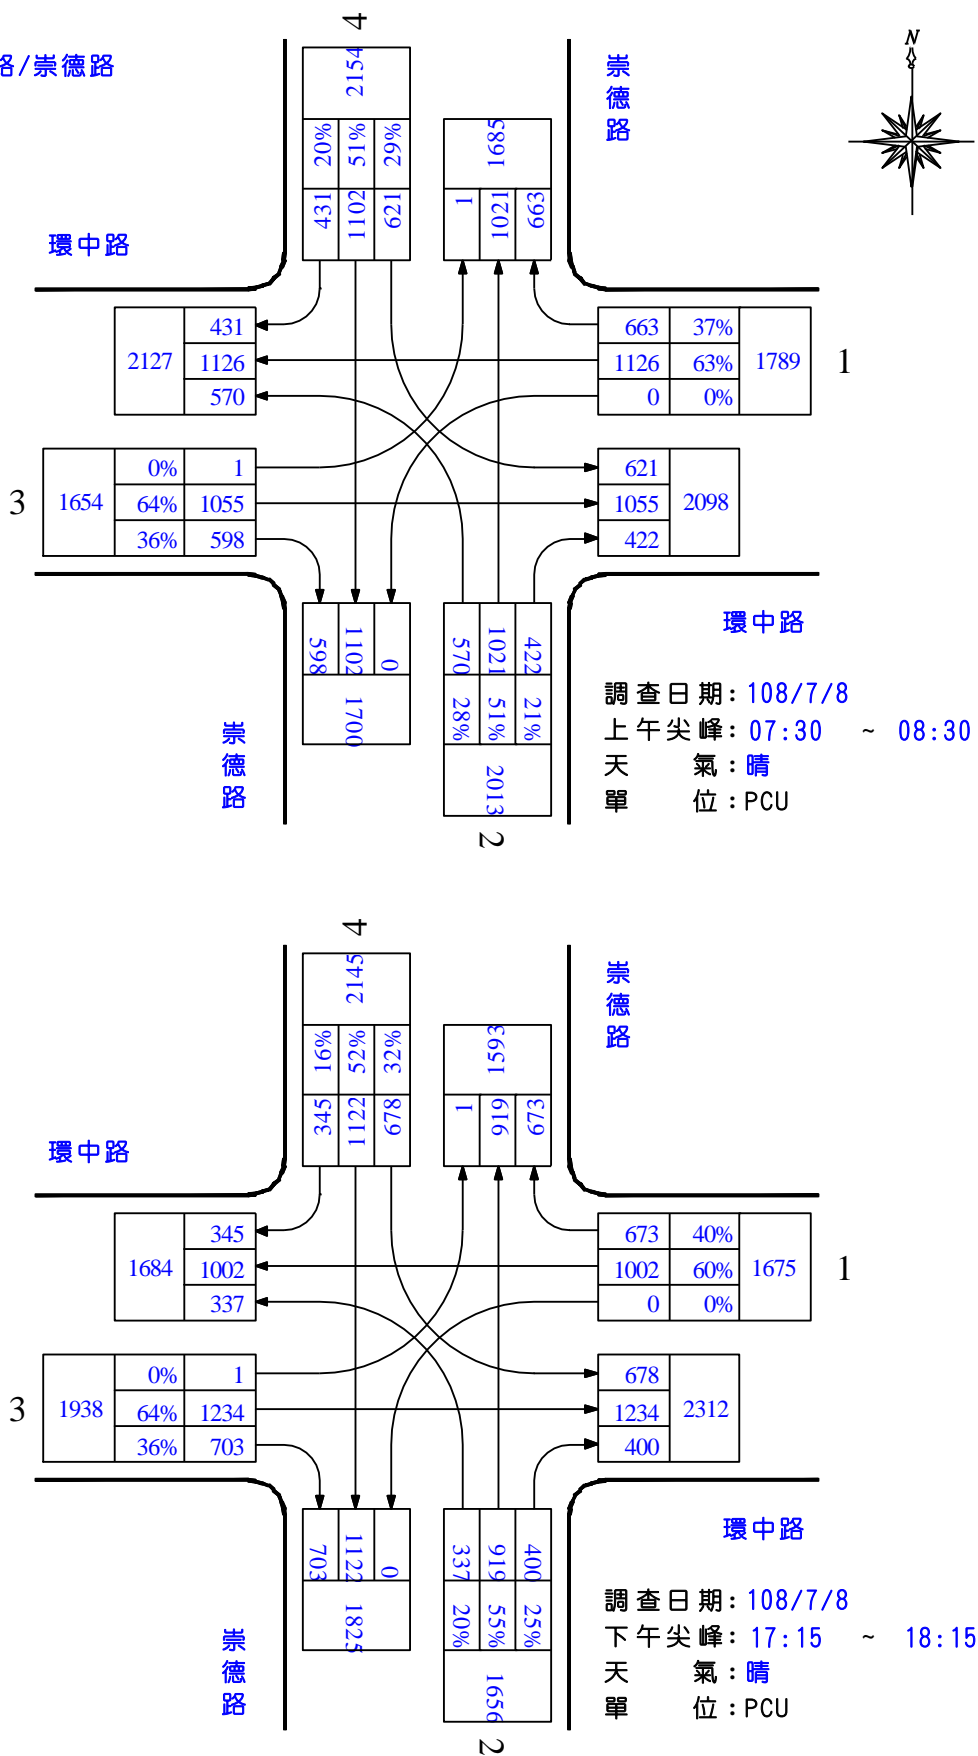 路/崇德路
N
4
2154
20% 51% 29%
431 1102 621
1685
1 1021 663
崇德路
環中路
431
2127 1126
570
663 37%
1126 63% 1789
0 0%
1
3
0% 1
1654 64% 1055
36% 598
621
1055 2098
422
598 1102 0
1700
570 1021 422
28% 51% 21%
2013
2
環中路
崇德路
調查日期:108/7/8
上午尖峰:07:30 ~ 08:30
天 氣:晴
單 位:PCU
4
2145
16% 52% 32%
345 1122 678
1593
1 919 673
崇德路
環中路
345
1684 1002
337
673 40%
1002 60% 1675
0 0%
1
3
0% 1
1938 64% 1234
36% 703
678
1234 2312
400
703 1122 0
1825
337 919 400
20% 55% 25%
1656
2
環中路
崇德路
調查日期:108/7/8
下午尖峰:17:15 ~ 18:15
天 氣:晴
單 位:PCU